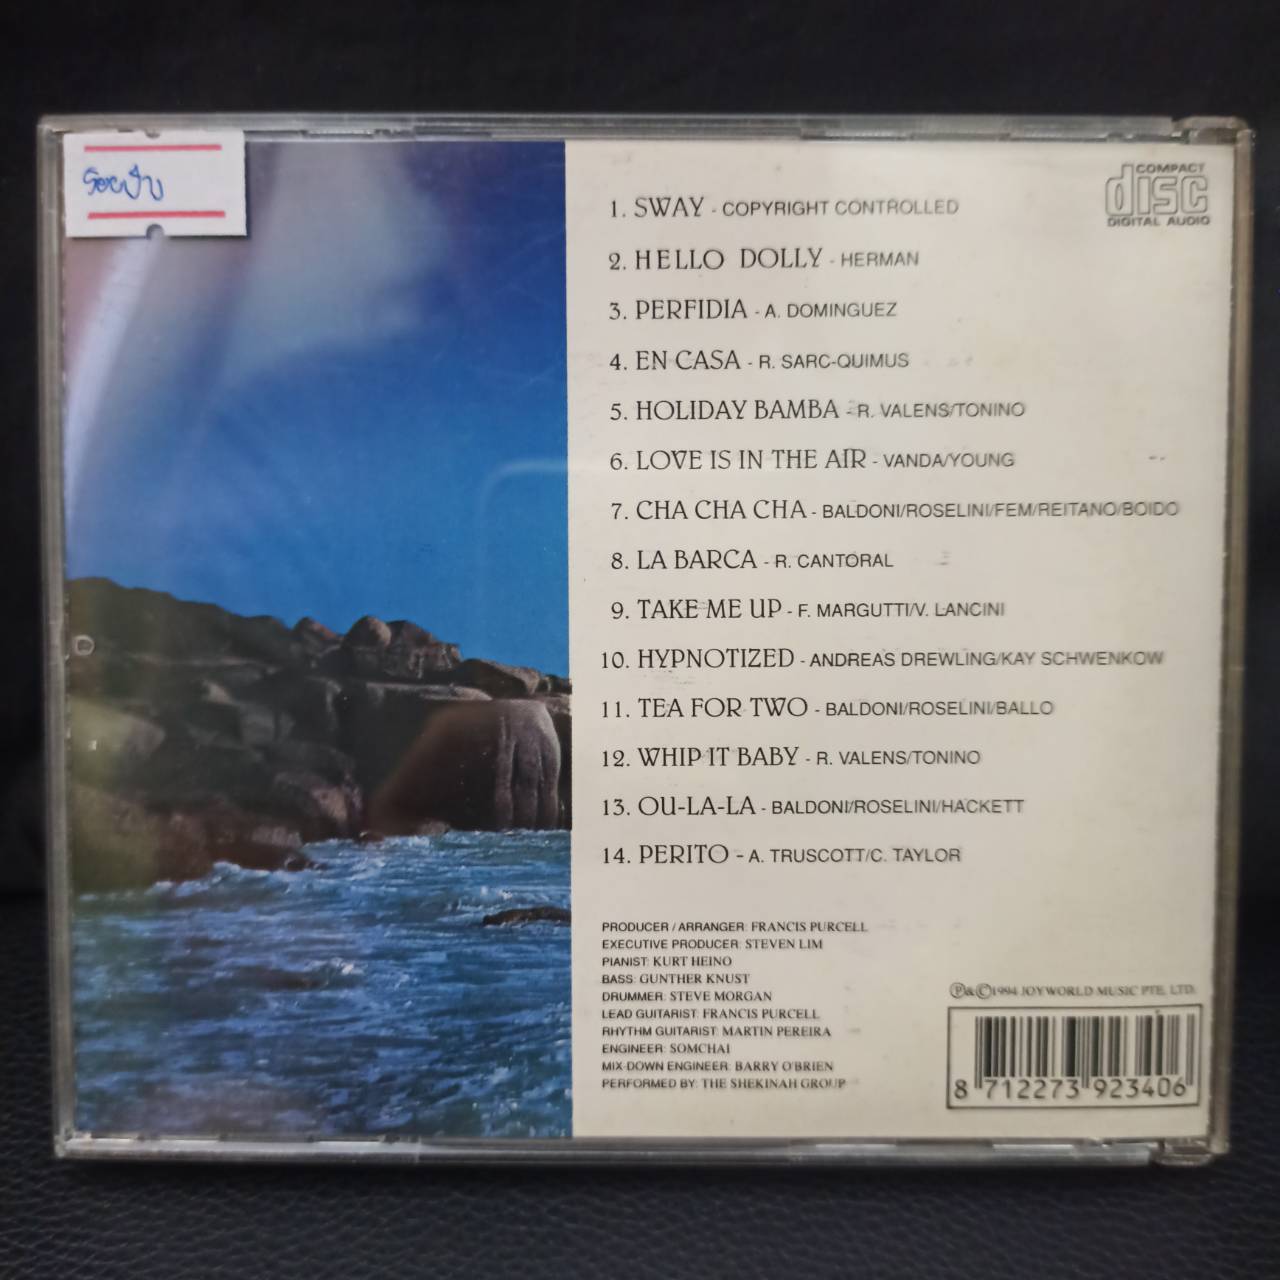 1. SWAY - COPYRIGHT CONTROLLED
2. HELLO DOLLY - HERMAN
3. PERFIDIA - A. DOMINGUEZ
4. EN CASA - R. SARC-QUIMUS
5. HOLIDAY BAMBA - R. VALENS/TONINO
6. LOVE IS IN THE AIR - VANDA/YOUNG
7. CHA CHA CHA - BALDONI/ROSELINI/FEM/REITANO/BOIDO
8. LA BARCA - R. CANTORAL
9. TAKE ME UP - F. MARGUTTI/V. LANCINI
10. HYPNOTIZED - ANDREAS DREWLING/KAY SCHWENKOW
11. TEA FOR TWO - BALDONI/ROSELINI/BALLO
12. WHIP IT BABY - R. VALENS/TONINO
13. OU-LA-LA - BALDONI/ROSELINI/HACKETT
14. PERITO - A. TRUSCOTT/C. TAYLOR
COMPACT
disc
DIGITAL AUDIO
PRODUCER / ARRANGER: FRANCIS PURCELL
EXECUTIVE PRODUCER: STEVEN LIM
PIANIST: KURT HEINO
BASS: GUNTHER KNUST
DRUMMER: STEVE MORGAN
LEAD GUITARIST: FRANCIS PURCELL
RHYTHM GUITARIST: MARTIN PEREIRA
ENGINEER: SOMCHAI
MIX-DOWN ENGINEER: BARRY O'BRIEN
PERFORMED BY: THE SHEKINAH GROUP
℗&©1994 JOYWORLD MUSIC PTE. LTD.
8 712273 923406